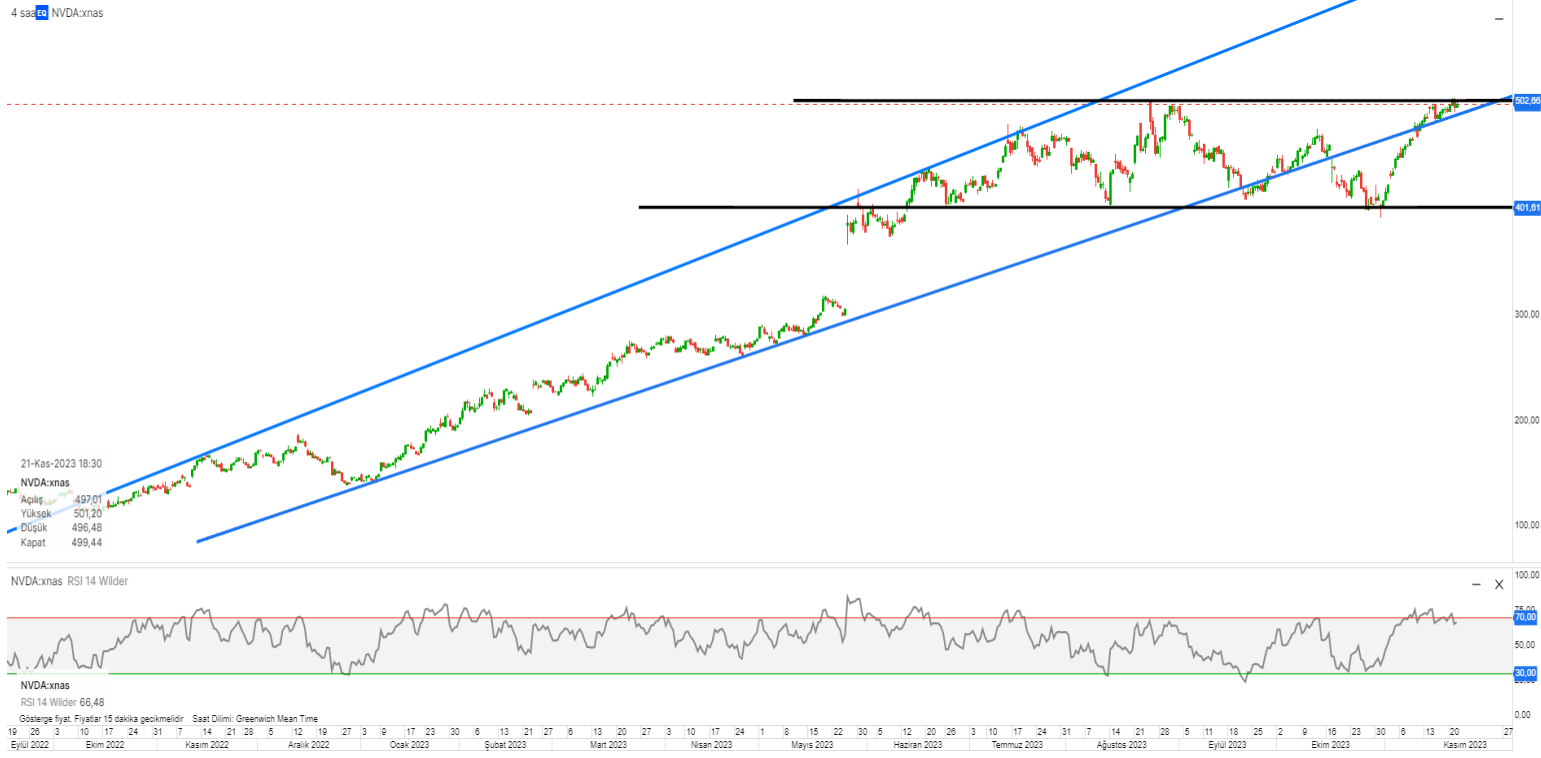 4 saa EQ NVDA:xnas
502,66
401,61
300,00
200,00
100,00
21-Kas-2023 18:30
NVDA:xnas
Açılış 497,01
Yüksek 501,20
Düşük 496,48
Kapat 499,44
NVDA:xnas RSI 14 Wilder
100,00
75,00
70,00
50,00
30,00
25,00
0,00
NVDA:xnas
RSI 14 Wilder 66,48
Gösterge fiyat. Fiyatlar 15 dakika gecikmelidir Saat Dilimi: Greenwich Mean Time
19 26 3 10 17 24 31 7 14 21 28 5 12 19 27 3 9 17 23 30 6 13 21 27 6 13 20 27 3 10 17 24 1 8 15 22 30 5 12 20 26 3 10 17 24 31 7 14 21 28 5 11 18 25 2 9 16 23 30 6 13 20 27
Eylül 2022 Ekim 2022 Kasım 2022 Aralık 2022 Ocak 2023 Şubat 2023 Mart 2023 Nisan 2023 Mayıs 2023 Haziran 2023 Temmuz 2023 Ağustos 2023 Eylül 2023 Ekim 2023 Kasım 2023